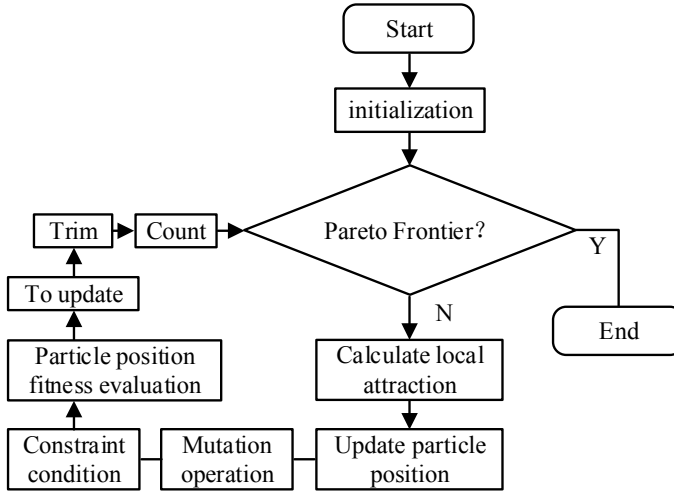 Start
initialization
Trim
Count
Pareto Frontier?
Y
To update
N
End
Particle position
fitness evaluation
Calculate local
attraction
Constraint
condition
Mutation
operation
Update particle
position